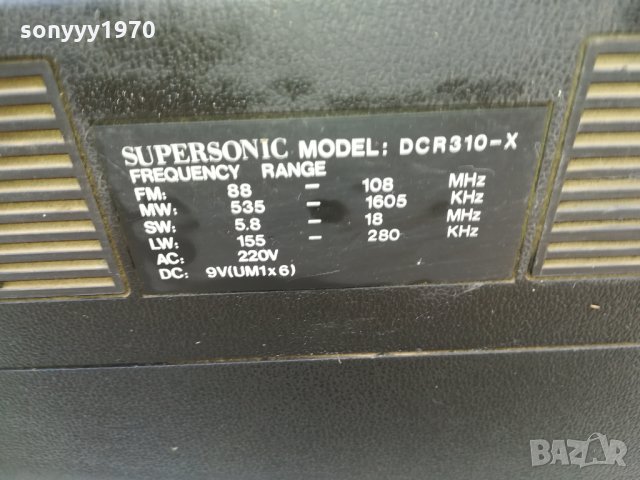 sonyyy1970
SUPERSONIC MODEL: DCR310-X
FREQUENCY RANGE
FM: 88 - 108 MHz
MW: 535 - 1605 KHz
SW: 5.8 - 18 MHz
LW: 155 - 280 KHz
AC: 220V
DC: 9V(UM1x6)
BAZAR